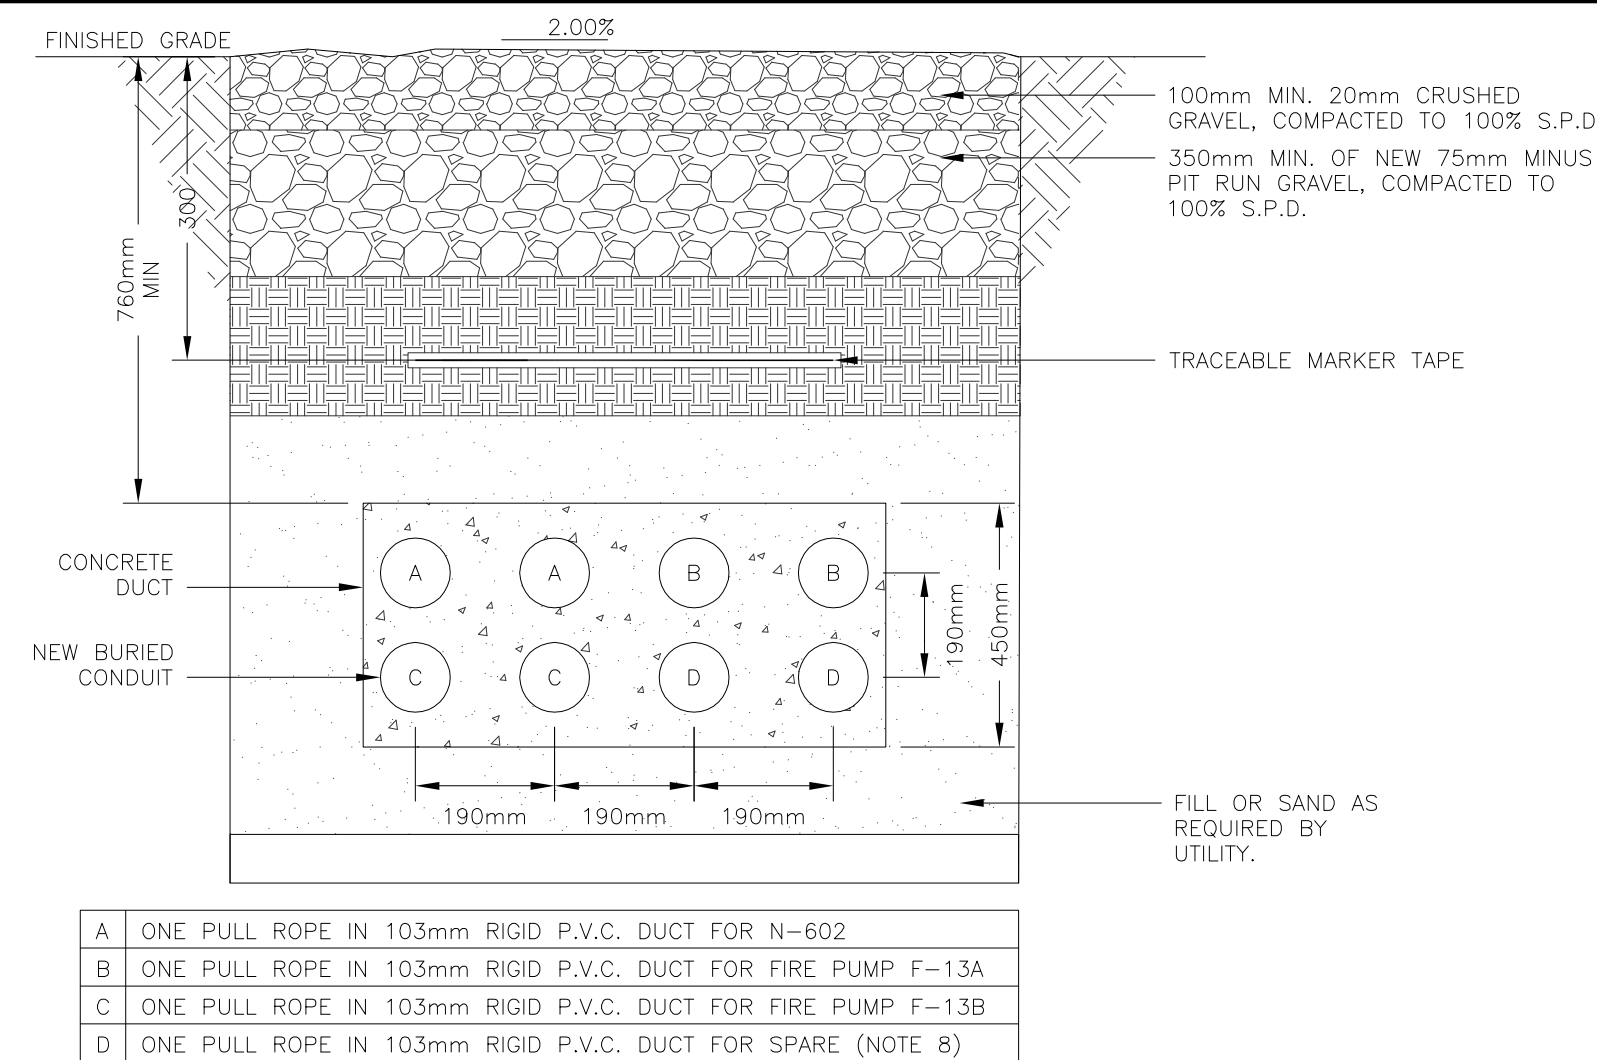 2.00%
FINISHED GRADE
100mm MIN. 20mm CRUSHED
GRAVEL, COMPACTED TO 100% S.P.D
350mm MIN. OF NEW 75mm MINUS
PIT RUN GRAVEL, COMPACTED TO
100% S.P.D.
300
760mm
MIN
TRACEABLE MARKER TAPE
CONCRETE
DUCT
A A B B
NEW BURIED
CONDUIT
C C D D
190mm
450mm
190mm 190mm 190mm
FILL OR SAND AS
REQUIRED BY
UTILITY.
A ONE PULL ROPE IN 103mm RIGID P.V.C. DUCT FOR N-602
B ONE PULL ROPE IN 103mm RIGID P.V.C. DUCT FOR FIRE PUMP F-13A
C ONE PULL ROPE IN 103mm RIGID P.V.C. DUCT FOR FIRE PUMP F-13B
D ONE PULL ROPE IN 103mm RIGID P.V.C. DUCT FOR SPARE (NOTE 8)